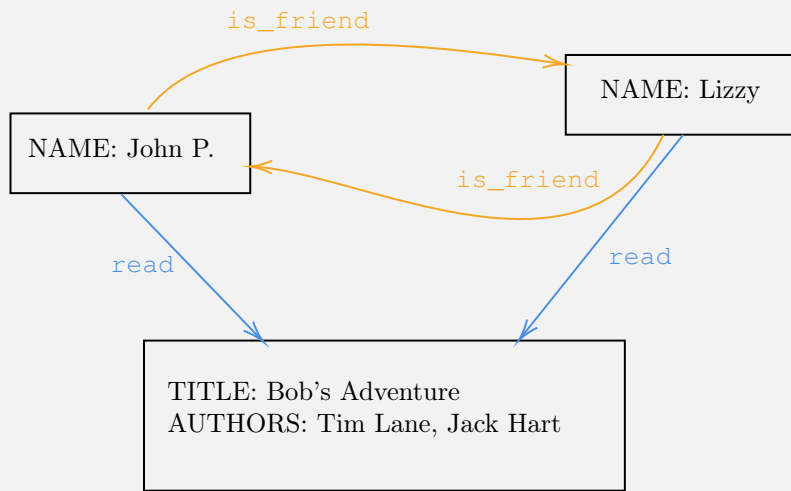 is_friend
NAME: Lizzy
NAME: John P.
is_friend
read
read
TITLE: Bob's Adventure
AUTHORS: Tim Lane, Jack Hart